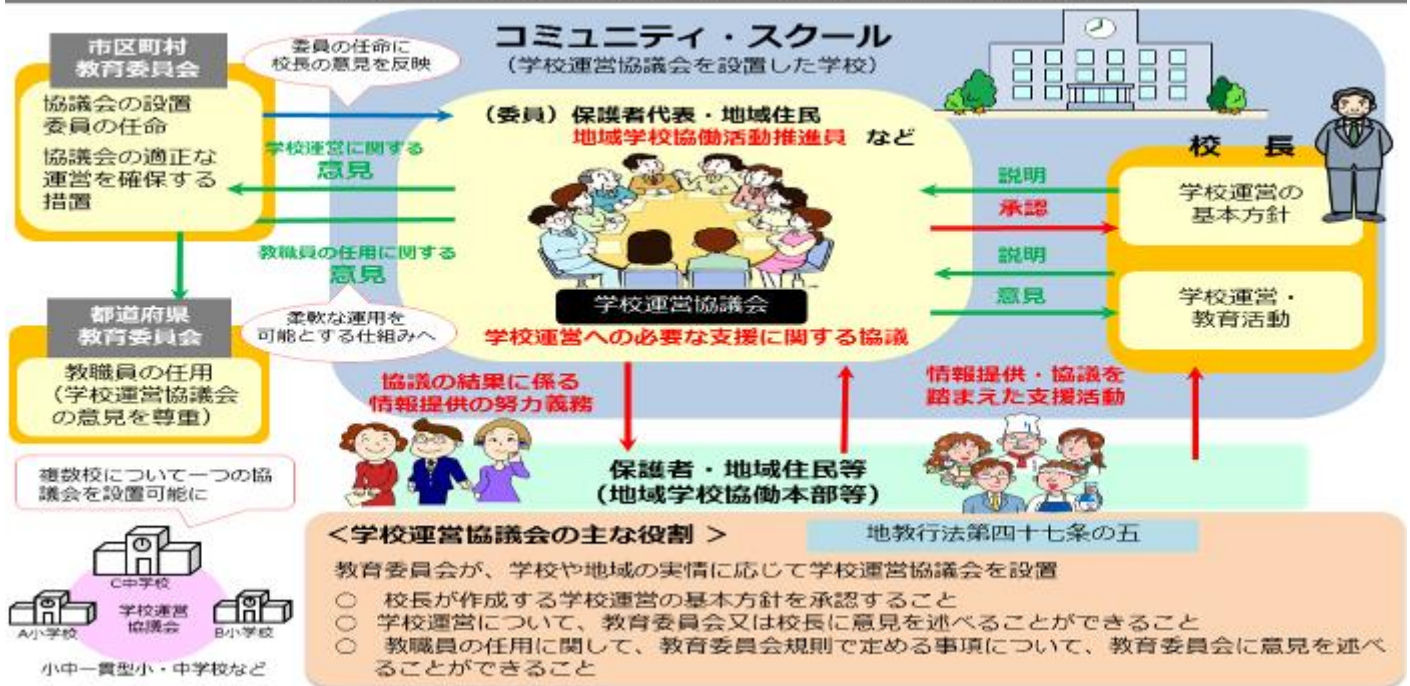 コミュニティ・スクール
(学校運営協議会を設置した学校)
市区町村
教育委員会
協議会の設置
委員の任命
協議会の適正な
運営を確保する
措置
委員の任命に
校長の意見を反映
学校運営に関する
意見
教職員の任用に関する
意見
柔軟な運用を
可能とする仕組みへ
都道府県
教育委員会
教職員の任用
(学校運営協議会
の意見を尊重)
(委員)保護者代表・地域住民
地域学校協働活動推進員 など
学校運営協議会
学校運営への必要な支援に関する協議
説明
承認
説明
意見
校 長
学校運営の
基本方針
学校運営・
教育活動
協議の結果に係る
情報提供の努力義務
情報提供・協議を
踏まえた支援活動
保護者・地域住民等
(地域学校協働本部等)
複数校について一つの協
議会を設置可能に
C中学校
学校運営
協議会
A小学校
B小学校
小中一貫型小・中学校など
<学校運営協議会の主な役割 >
地教行法第四十七条の五
教育委員会が、学校や地域の実情に応じて学校運営協議会を設置
○ 校長が作成する学校運営の基本方針を承認すること
○ 学校運営について、教育委員会又は校長に意見を述べることができること
○ 教職員の任用に関して、教育委員会規則で定める事項について、教育委員会に意見を述べ
ることができること